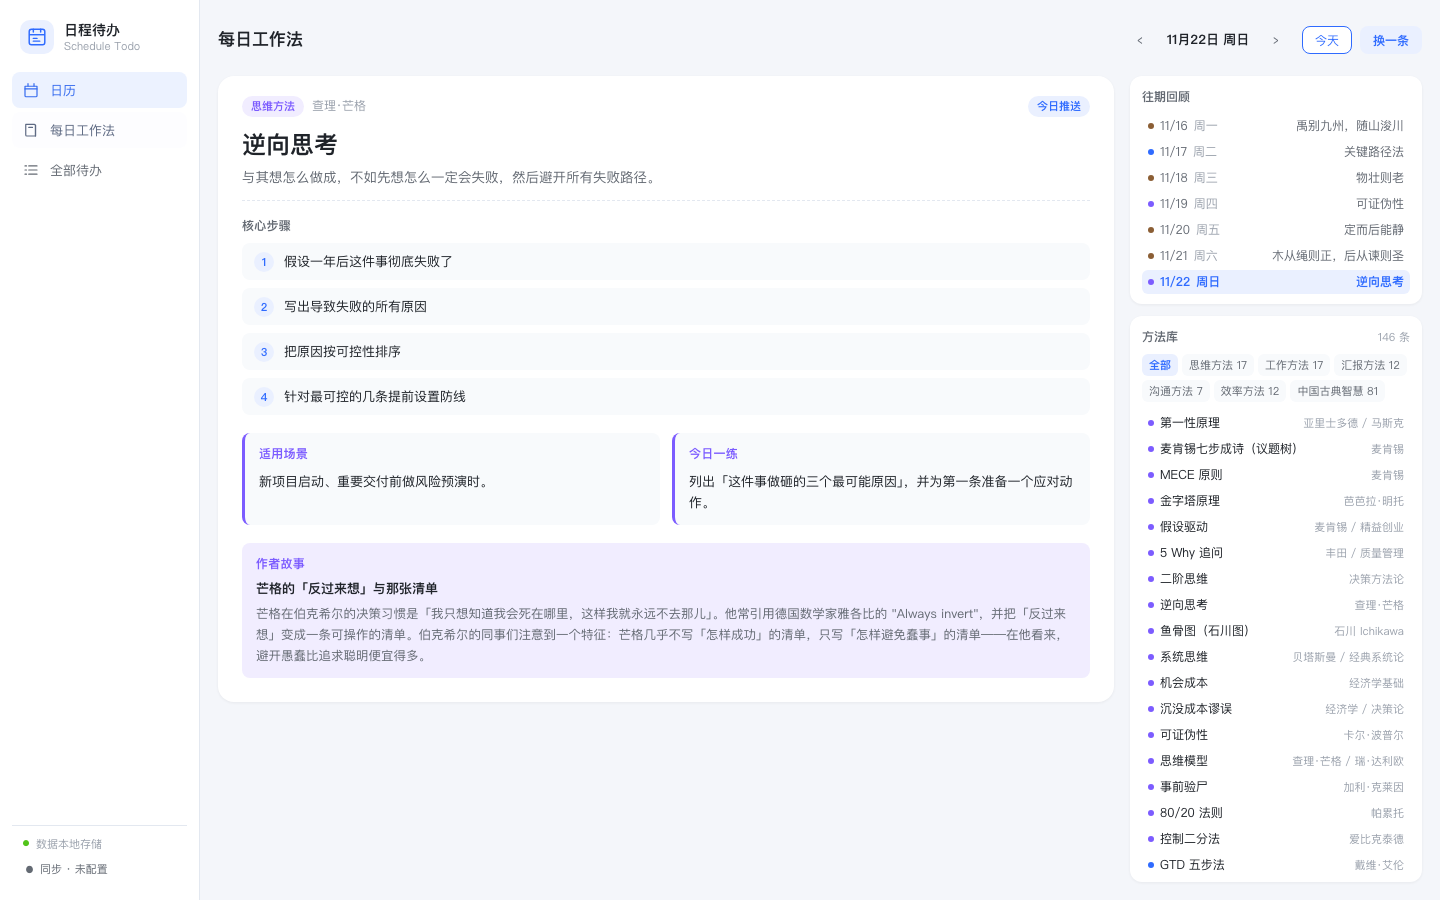 日程待办
Schedule Todo
日历
每日工作法
全部待办
数据本地存储
同步 · 未配置
每日工作法
< 11月22日 周日 > 今天 换一条
思维方法 查理·芒格 今日推送
逆向思考
与其想怎么做成，不如先想怎么一定会失败，然后避开所有失败路径。
核心步骤
1 假设一年后这件事彻底失败了
2 写出导致失败的所有原因
3 把原因按可控性排序
4 针对最可控的几条提前设置防线
适用场景
新项目启动、重要交付前做风险预演时。
今日一练
列出「这件事做砸的三个最可能原因」，并为第一条准备一个应对动
作。
作者故事
芒格的「反过来想」与那张清单
芒格在伯克希尔的决策习惯是「我只想知道我会死在哪里，这样我就永远不去那儿」。他常引用德国数学家雅各比的 "Always invert"，并把「反过来
想」变成一条可操作的清单。伯克希尔的同事们注意到一个特征：芒格几乎不写「怎样成功」的清单，只写「怎样避免蠢事」的清单——在他看来，
避开愚蠢比追求聪明便宜得多。
往期回顾
11/16 周一 禹别九州，随山浚川
11/17 周二 关键路径法
11/18 周三 物壮则老
11/19 周四 可证伪性
11/20 周五 定而后能静
11/21 周六 木从绳则正，后从谏则圣
11/22 周日 逆向思考
方法库 146 条
全部 思维方法 17 工作方法 17 汇报方法 12
沟通方法 7 效率方法 12 中国古典智慧 81
第一性原理 亚里士多德 / 马斯克
麦肯锡七步成诗（议题树） 麦肯锡
MECE 原则 麦肯锡
金字塔原理 芭芭拉·明托
假设驱动 麦肯锡 / 精益创业
5 Why 追问 丰田 / 质量管理
二阶思维 决策方法论
逆向思考 查理·芒格
鱼骨图（石川图） 石川 Ichikawa
系统思维 贝塔斯曼 / 经典系统论
机会成本 经济学基础
沉没成本谬误 经济学 / 决策论
可证伪性 卡尔·波普尔
思维模型 查理·芒格 / 瑞·达利欧
事前验尸 加利·克莱因
80/20 法则 帕累托
控制二分法 爱比克泰德
GTD 五步法 戴维·艾伦